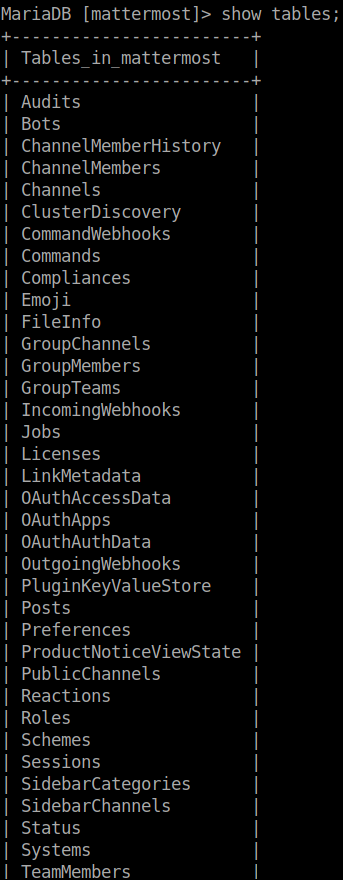 MariaDB [mattermost]> show tables;
+------------------------+
| Tables_in_mattermost   |
+------------------------+
| Audits                 |
| Bots                   |
| ChannelMemberHistory   |
| ChannelMembers         |
| Channels               |
| ClusterDiscovery       |
| CommandWebhooks        |
| Commands               |
| Compliances            |
| Emoji                  |
| FileInfo               |
| GroupChannels          |
| GroupMembers           |
| GroupTeams             |
| IncomingWebhooks       |
| Jobs                   |
| Licenses               |
| LinkMetadata           |
| OAuthAccessData        |
| OAuthApps              |
| OAuthAuthData          |
| OutgoingWebhooks       |
| PluginKeyValueStore    |
| Posts                  |
| Preferences            |
| ProductNoticeViewState |
| PublicChannels         |
| Reactions              |
| Roles                  |
| Schemes                |
| Sessions               |
| SidebarCategories      |
| SidebarChannels        |
| Status                 |
| Systems                |
| TeamMembers            |